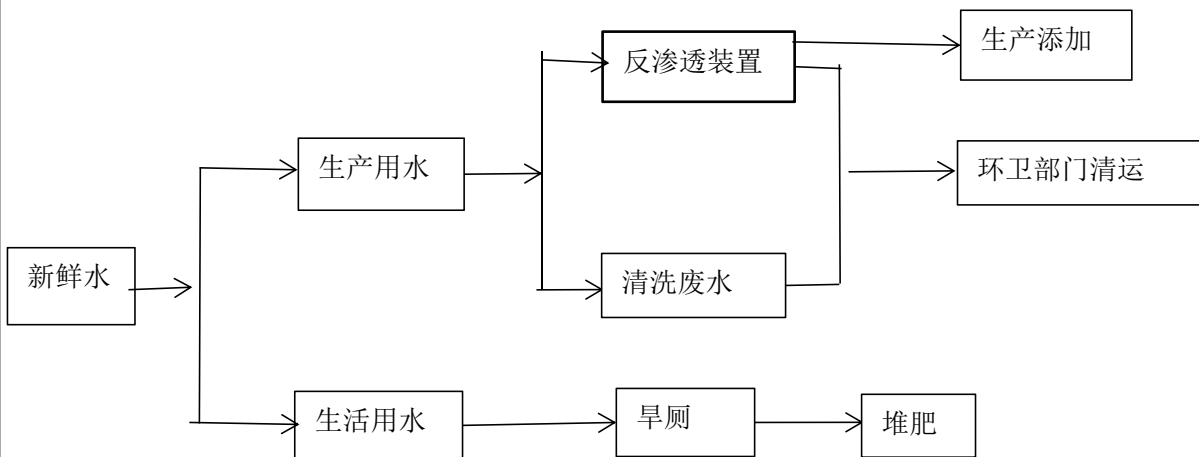 生产添加
反渗透装置
生产用水
环卫部门清运
新鲜水
清洗废水
生活用水
旱厕
堆肥